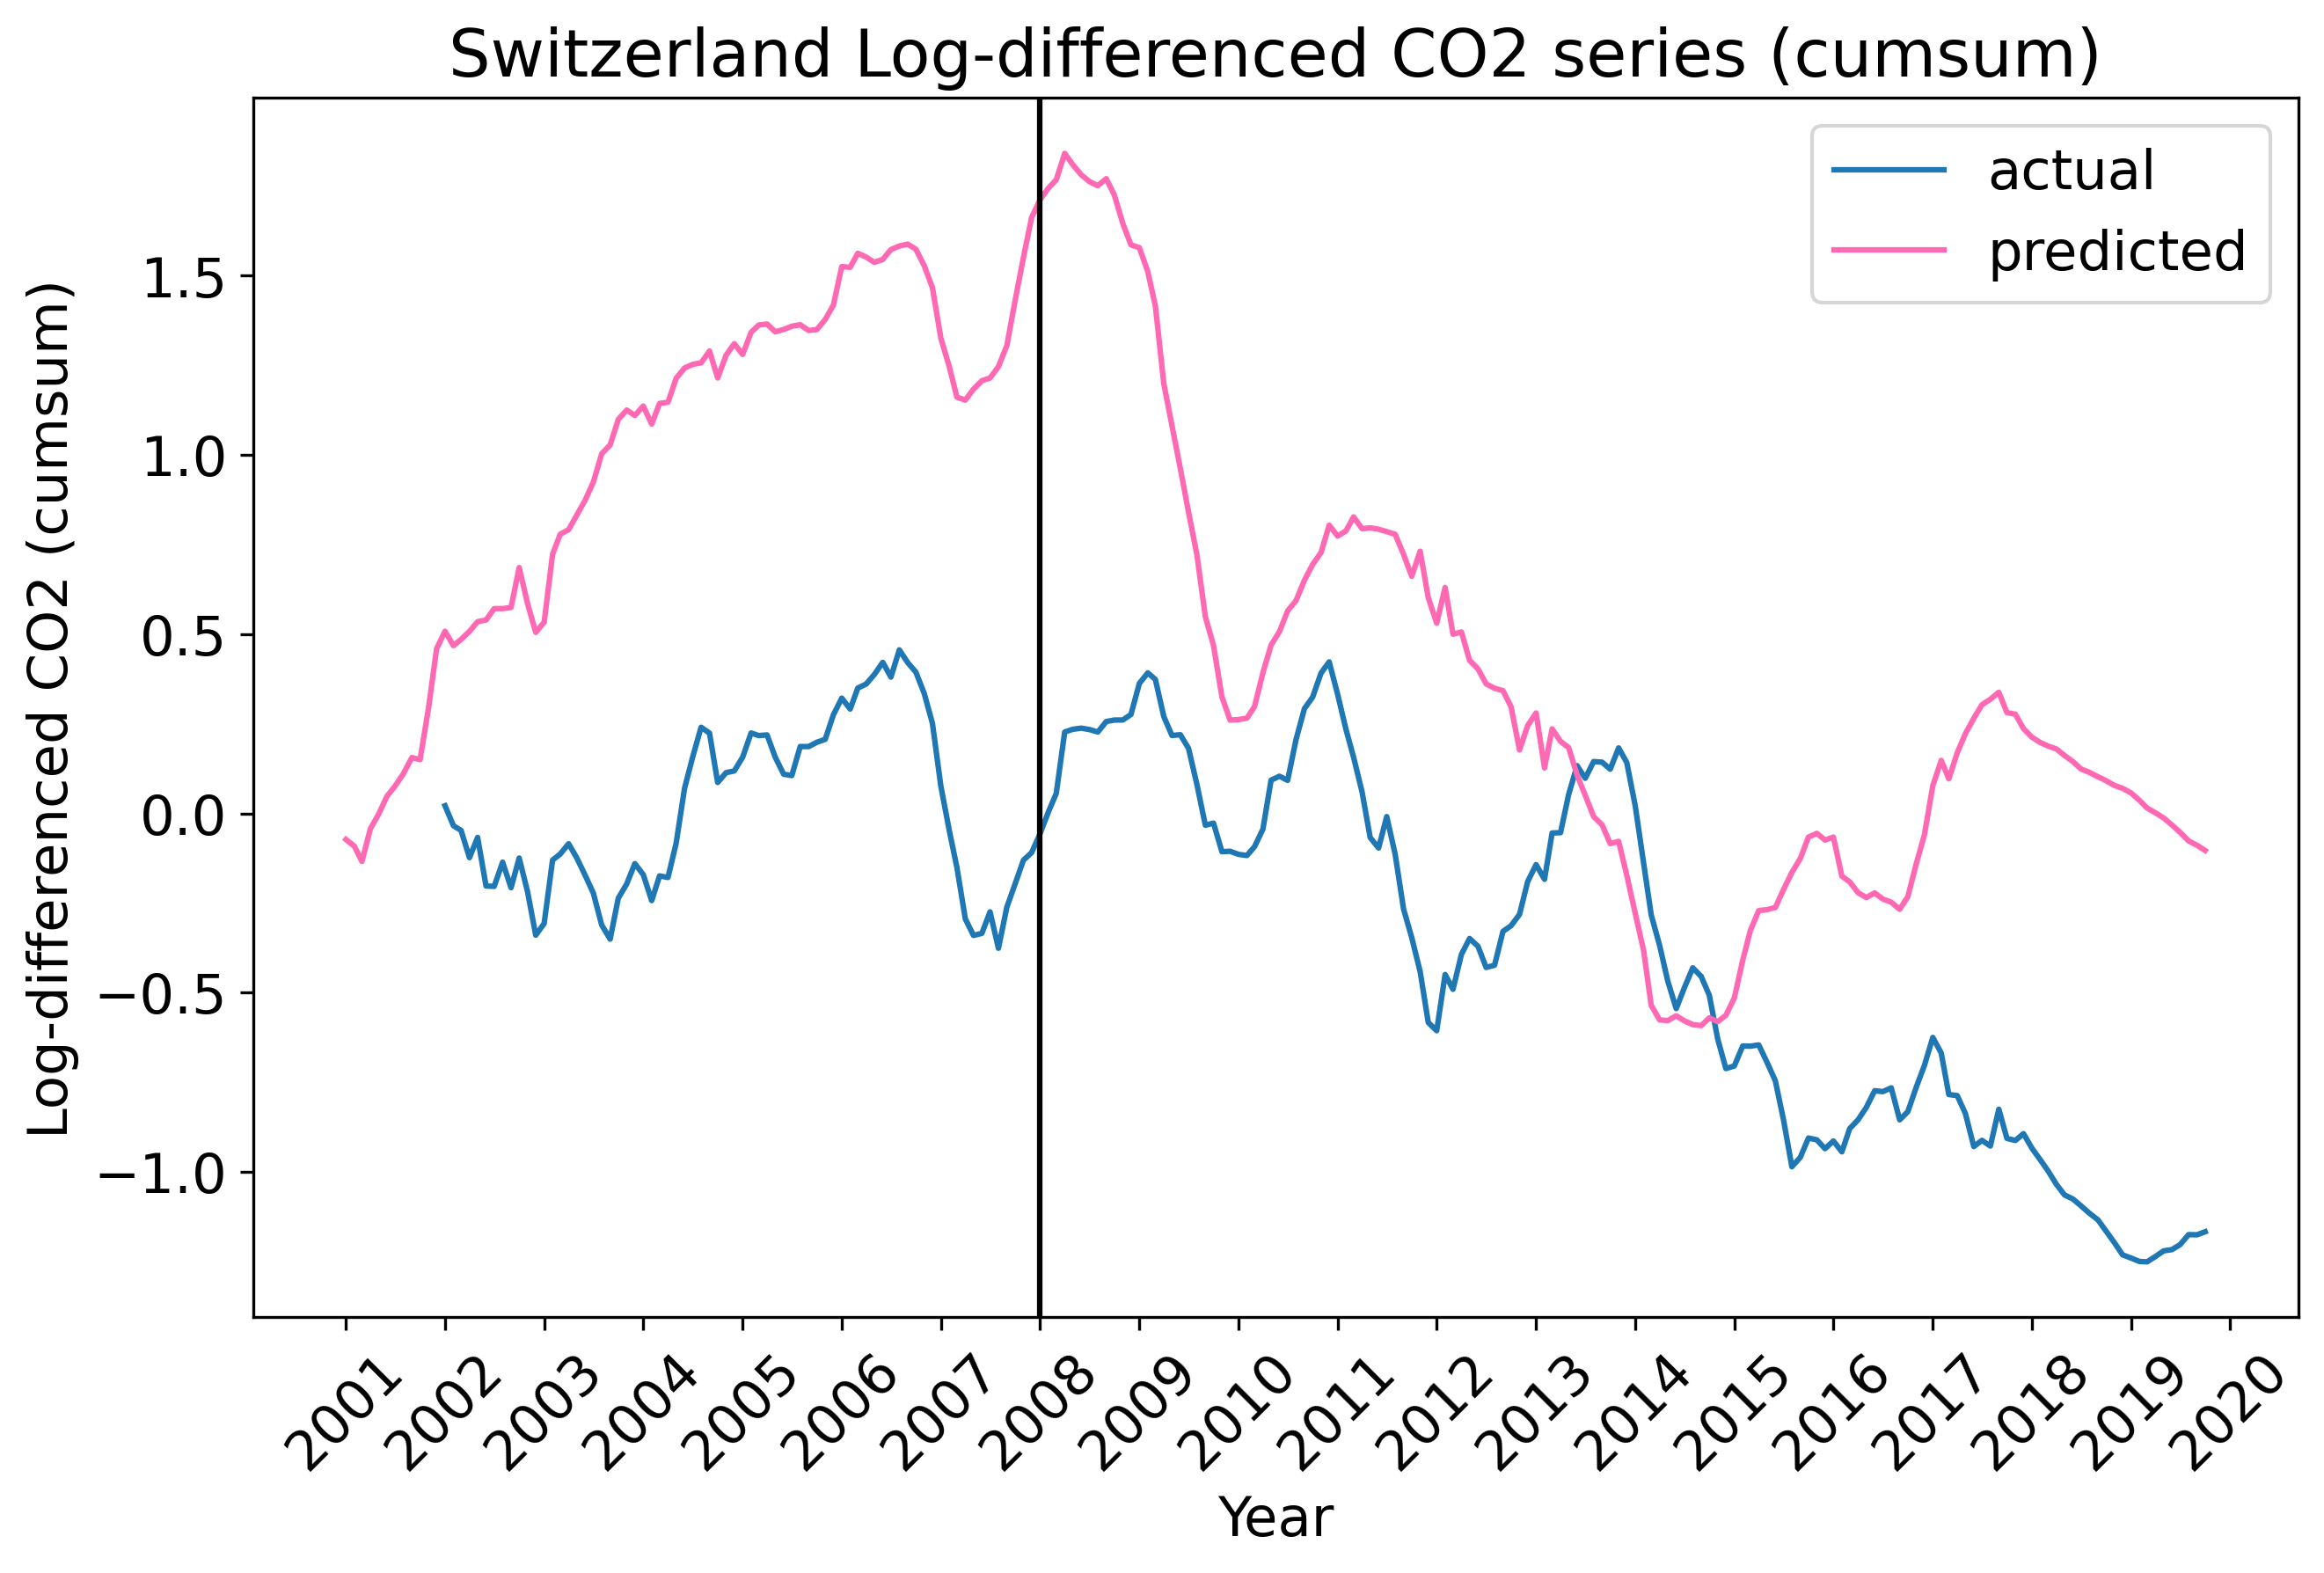 Switzerland Log-differenced CO2 series (cumsum)
actual
predicted
Log-differenced CO2 (cumsum)
1.5
1.0
0.5
0.0
−0.5
−1.0
2001 2002 2003 2004 2005 2006 2007 2008 2009 2010 2011 2012 2013 2014 2015 2016 2017 2018 2019 2020
Year